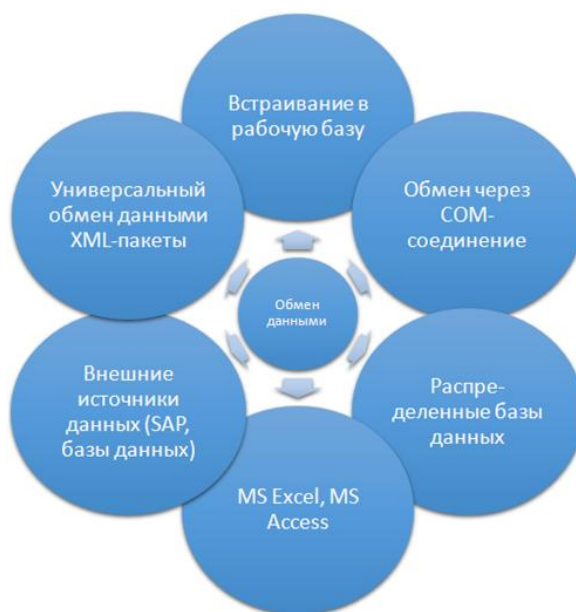 Встраивание в
рабочую базу
Универсальный
обмен данными
XML-пакеты
Обмен через
COM-
соединение
Обмен
данными
Внешние
источники
данных (SAP,
базы данных)
Распре-
деленные базы
данных
MS Excel, MS
Access